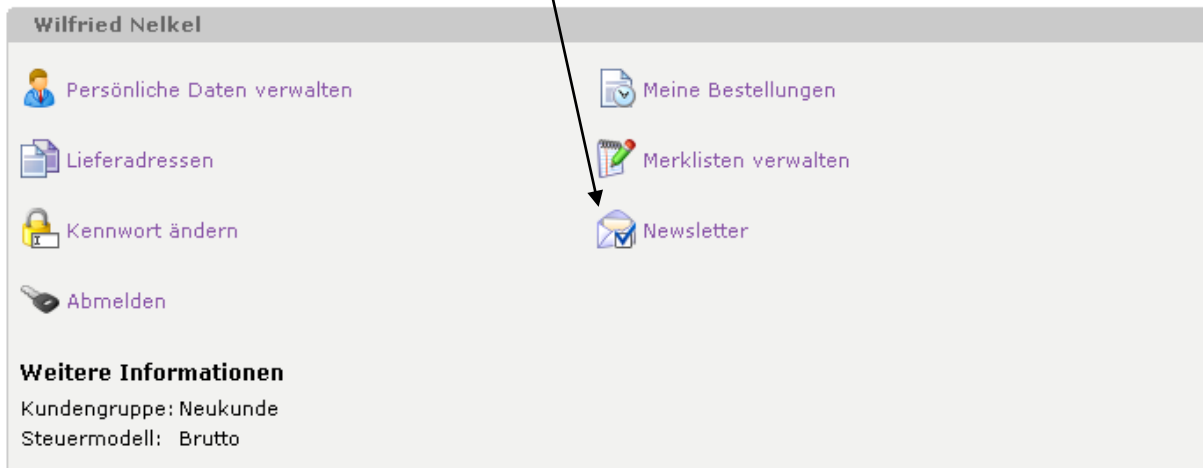 Wilfried Nelkel
Persönliche Daten verwalten
Meine Bestellungen
Lieferadressen
Merklisten verwalten
Kennwort ändern
Newsletter
Abmelden
Weitere Informationen
Kundengruppe: Neukunde
Steuermodell: Brutto